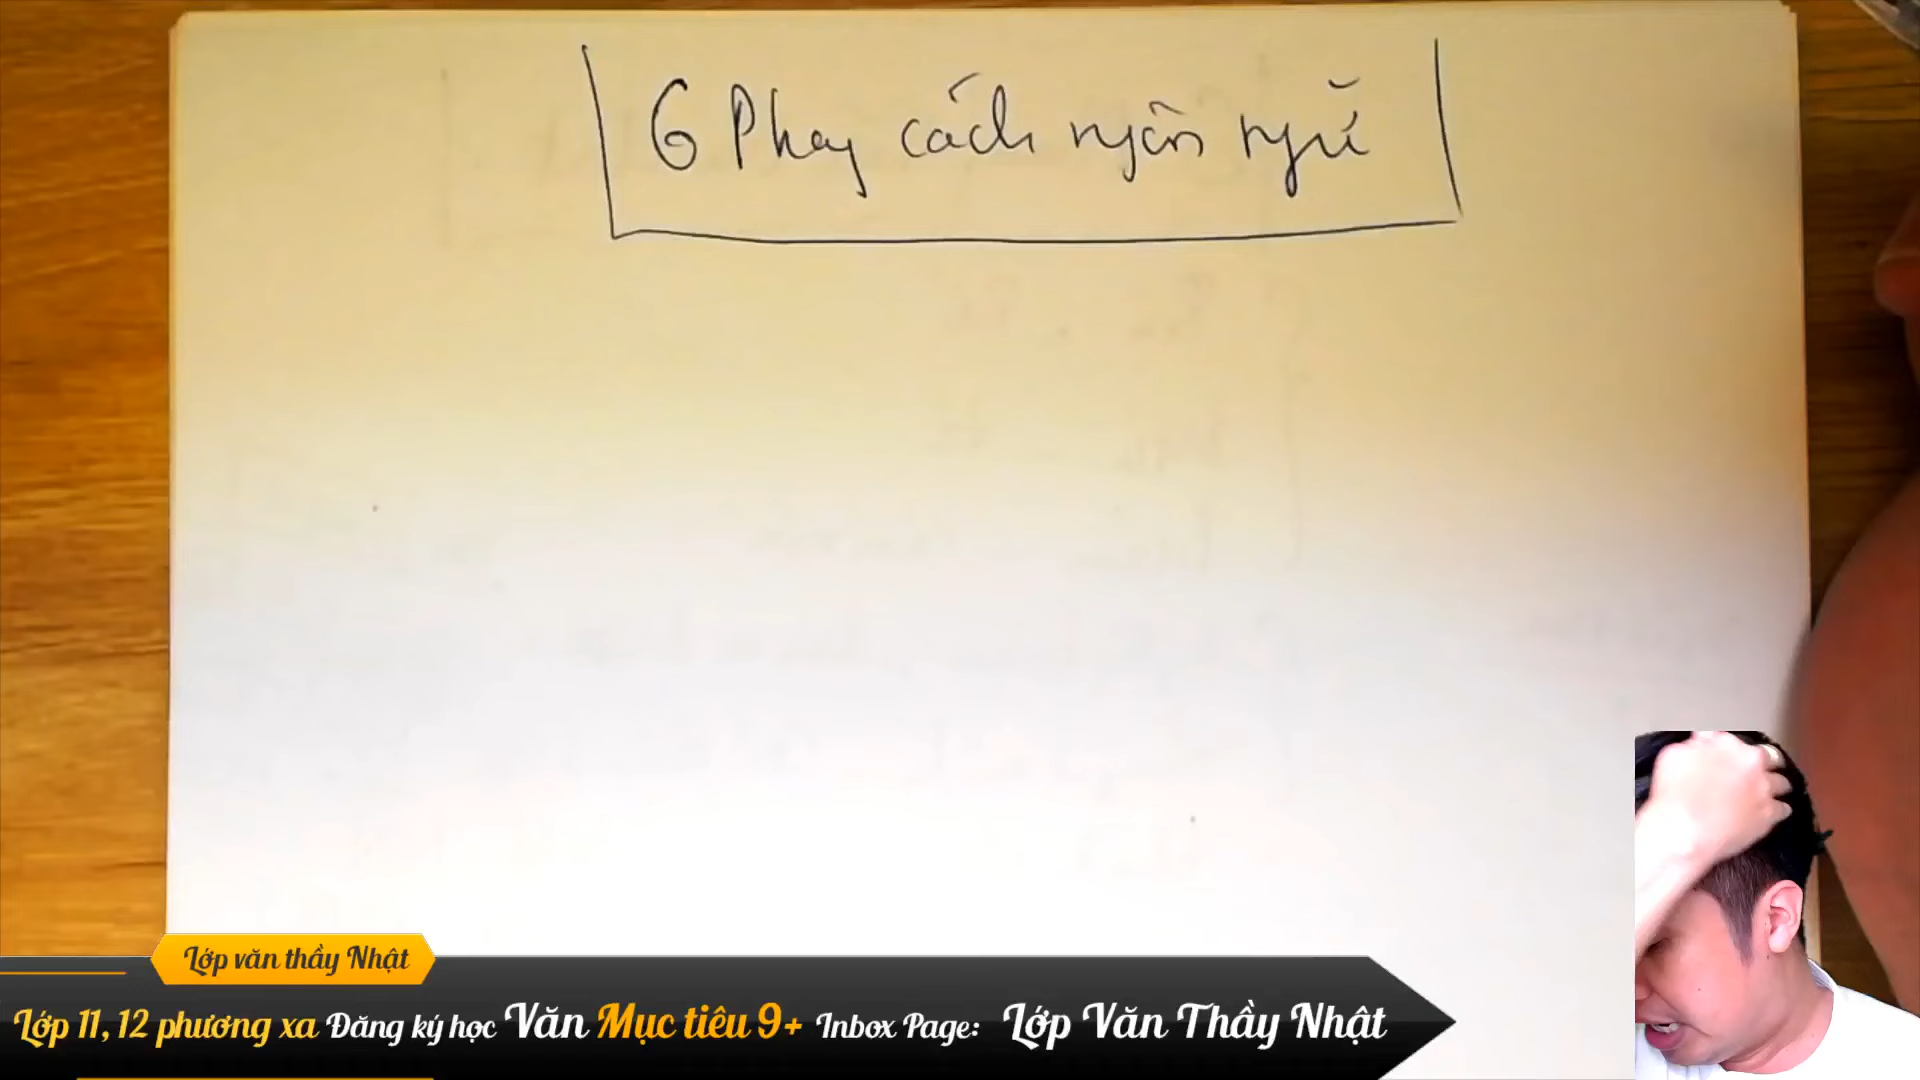 6 Phong cách ngôn ngữ
Lớp văn thầy Nhật
Lớp 11, 12 phương xa Đăng ký học Văn Mục tiêu 9+ Inbox Page: Lớp Văn Thầy Nhật